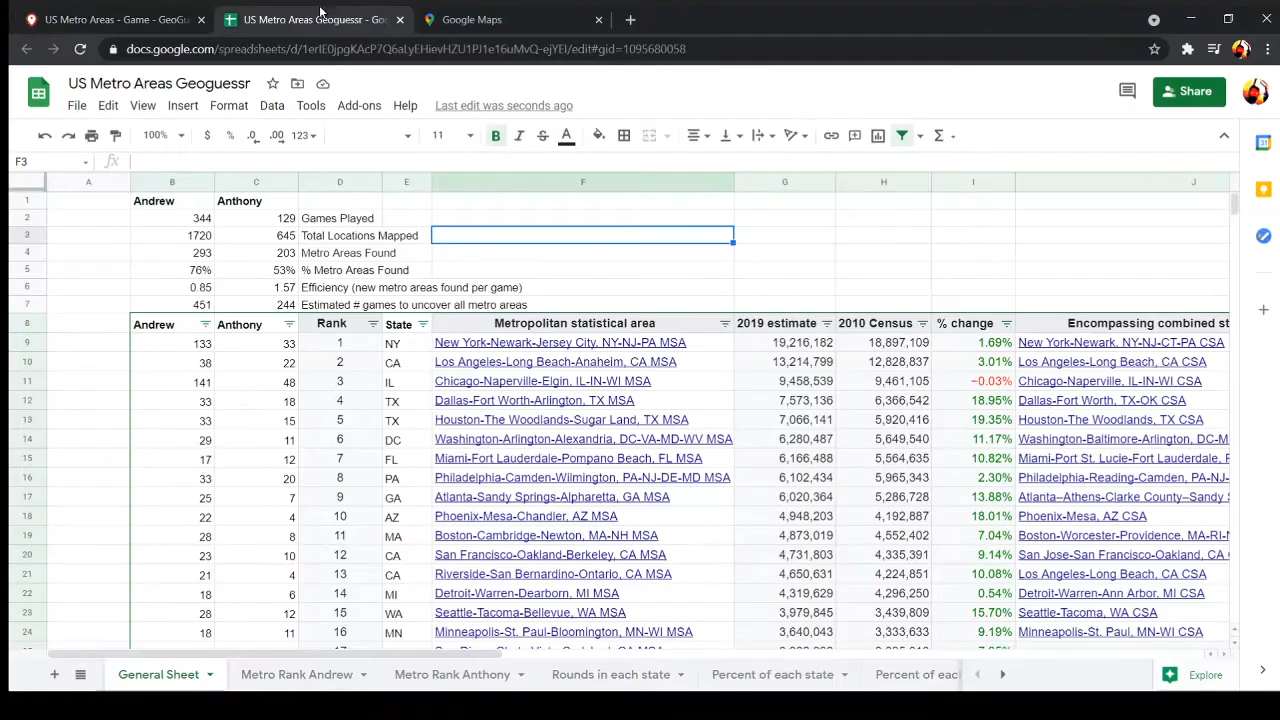 US Metro Areas - Game - GeoGu
US Metro Areas Geoguessr - Goo
Google Maps
docs.google.com/spreadsheets/d/1erIE0jpgKAcP7Q6aLyEHievHZU1PJ1e16uMvQ-ejYEI/edit#gid=1095680058
US Metro Areas Geoguessr
File Edit View Insert Format Data Tools Add-ons Help Last edit was seconds ago
Share
100% $ % .0 .00 123 11 B I S A
F3 fx
A B C D E F G H I J
1 Andrew Anthony
2 344 129 Games Played
3 1720 645 Total Locations Mapped
4 293 203 Metro Areas Found
5 76% 53% % Metro Areas Found
6 0.85 1.57 Efficiency (new metro areas found per game)
7 451 244 Estimated # games to uncover all metro areas
8 Andrew Anthony Rank State Metropolitan statistical area 2019 estimate 2010 Census % change Encompassing combined st
9 133 33 1 NY New York-Newark-Jersey City, NY-NJ-PA MSA 19,216,182 18,897,109 1.69% New York-Newark, NY-NJ-CT-PA CSA
10 38 22 2 CA Los Angeles-Long Beach-Anaheim, CA MSA 13,214,799 12,828,837 3.01% Los Angeles-Long Beach, CA CSA
11 141 48 3 IL Chicago-Naperville-Elgin, IL-IN-WI MSA 9,458,539 9,461,105 −0.03% Chicago-Naperville, IL-IN-WI CSA
12 33 18 4 TX Dallas-Fort Worth-Arlington, TX MSA 7,573,136 6,366,542 18.95% Dallas-Fort Worth, TX-OK CSA
13 33 15 5 TX Houston-The Woodlands-Sugar Land, TX MSA 7,066,141 5,920,416 19.35% Houston-The Woodlands, TX CSA
14 29 11 6 DC Washington-Arlington-Alexandria, DC-VA-MD-WV MSA 6,280,487 5,649,540 11.17% Washington-Baltimore-Arlington, DC-M
15 17 12 7 FL Miami-Fort Lauderdale-Pompano Beach, FL MSA 6,166,488 5,564,635 10.82% Miami-Port St. Lucie-Fort Lauderdale, F
16 33 20 8 PA Philadelphia-Camden-Wilmington, PA-NJ-DE-MD MSA 6,102,434 5,965,343 2.30% Philadelphia-Reading-Camden, PA-NJ-
17 25 7 9 GA Atlanta-Sandy Springs-Alpharetta, GA MSA 6,020,364 5,286,728 13.88% Atlanta–Athens-Clarke County–Sandy S
18 22 4 10 AZ Phoenix-Mesa-Chandler, AZ MSA 4,948,203 4,192,887 18.01% Phoenix-Mesa, AZ CSA
19 28 8 11 MA Boston-Cambridge-Newton, MA-NH MSA 4,873,019 4,552,402 7.04% Boston-Worcester-Providence, MA-RI-
20 23 10 12 CA San Francisco-Oakland-Berkeley, CA MSA 4,731,803 4,335,391 9.14% San Jose-San Francisco-Oakland, CA
21 21 4 13 CA Riverside-San Bernardino-Ontario, CA MSA 4,650,631 4,224,851 10.08% Los Angeles-Long Beach, CA CSA
22 18 6 14 MI Detroit-Warren-Dearborn, MI MSA 4,319,629 4,296,250 0.54% Detroit-Warren-Ann Arbor, MI CSA
23 28 12 15 WA Seattle-Tacoma-Bellevue, WA MSA 3,979,845 3,439,809 15.70% Seattle-Tacoma, WA CSA
24 18 11 16 MN Minneapolis-St. Paul-Bloomington, MN-WI MSA 3,640,043 3,333,633 9.19% Minneapolis-St. Paul, MN-WI CSA
General Sheet Metro Rank Andrew Metro Rank Anthony Rounds in each state Percent of each state Percent of eac Explore